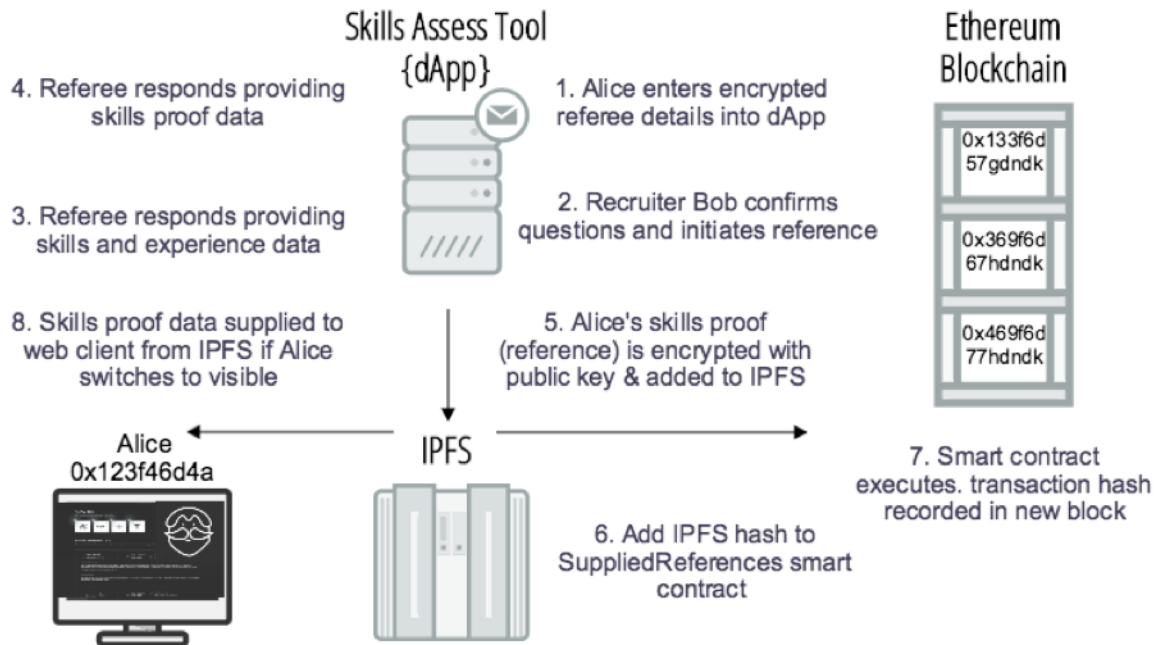 Skills Assess Tool
{dApp}
Ethereum
Blockchain
4. Referee responds providing
skills proof data
1. Alice enters encrypted
referee details into dApp
0x133f6d
57gdndk
3. Referee responds providing
skills and experience data
2. Recruiter Bob confirms
questions and initiates reference
0x369f6d
67hdndk
8. Skills proof data supplied to
web client from IPFS if Alice
switches to visible
5. Alice's skills proof
(reference) is encrypted with
public key & added to IPFS
0x469f6d
77hdndk
Alice
0x123f46d4a
IPFS
7. Smart contract
executes. transaction hash
recorded in new block
6. Add IPFS hash to
SuppliedReferences smart
contract